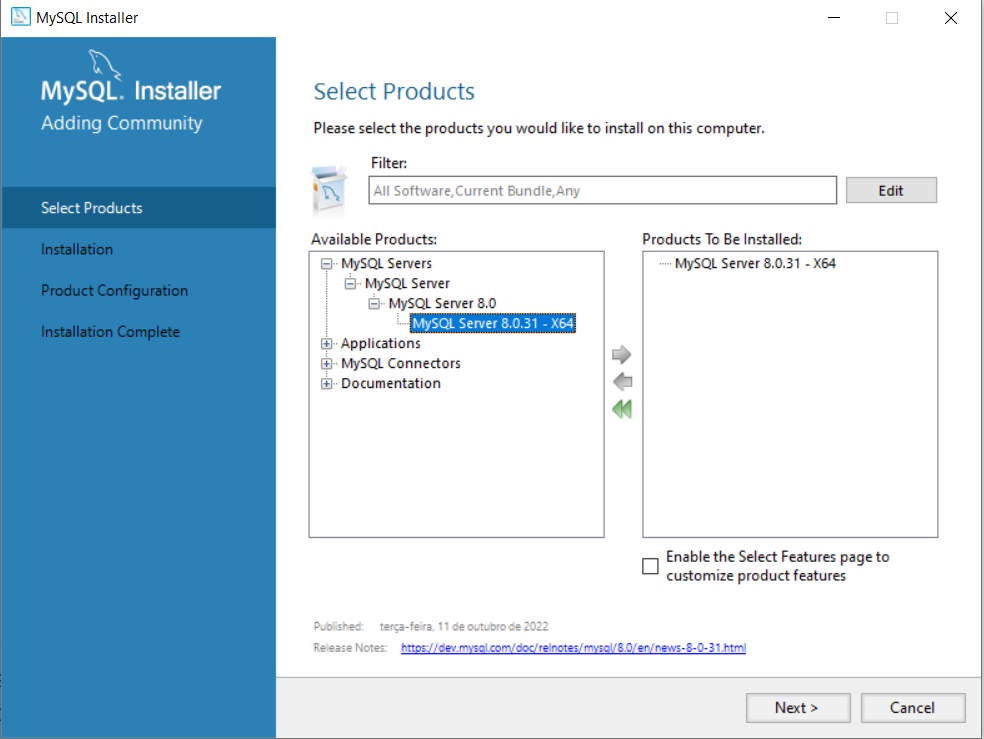 MySQL Installer
MySQL. Installer
Adding Community
Select Products
Installation
Product Configuration
Installation Complete
Select Products
Please select the products you would like to install on this computer.
Filter:
All Software,Current Bundle,Any
Edit
Available Products:
MySQL Servers
MySQL Server
MySQL Server 8.0
MySQL Server 8.0.31 - X64
Applications
MySQL Connectors
Documentation
Products To Be Installed:
MySQL Server 8.0.31 - X64
Enable the Select Features page to
customize product features
Published: terça-feira, 11 de outubro de 2022
Release Notes: https://dev.mysql.com/doc/relnotes/mysql/8.0/en/news-8-0-31.html
Next >
Cancel